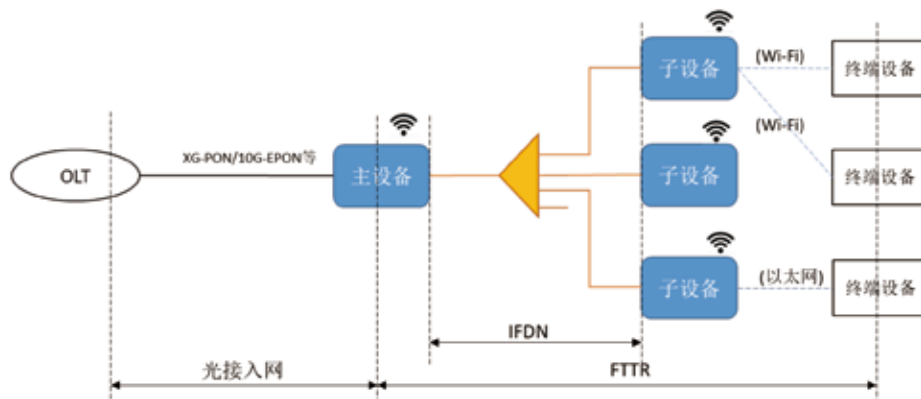 子设备
(Wi-Fi)
终端设备
(Wi-Fi)
OLT
XG-PON/10G-EPON等
主设备
子设备
终端设备
子设备
(以太网)
终端设备
IFDN
光接入网
FTTR